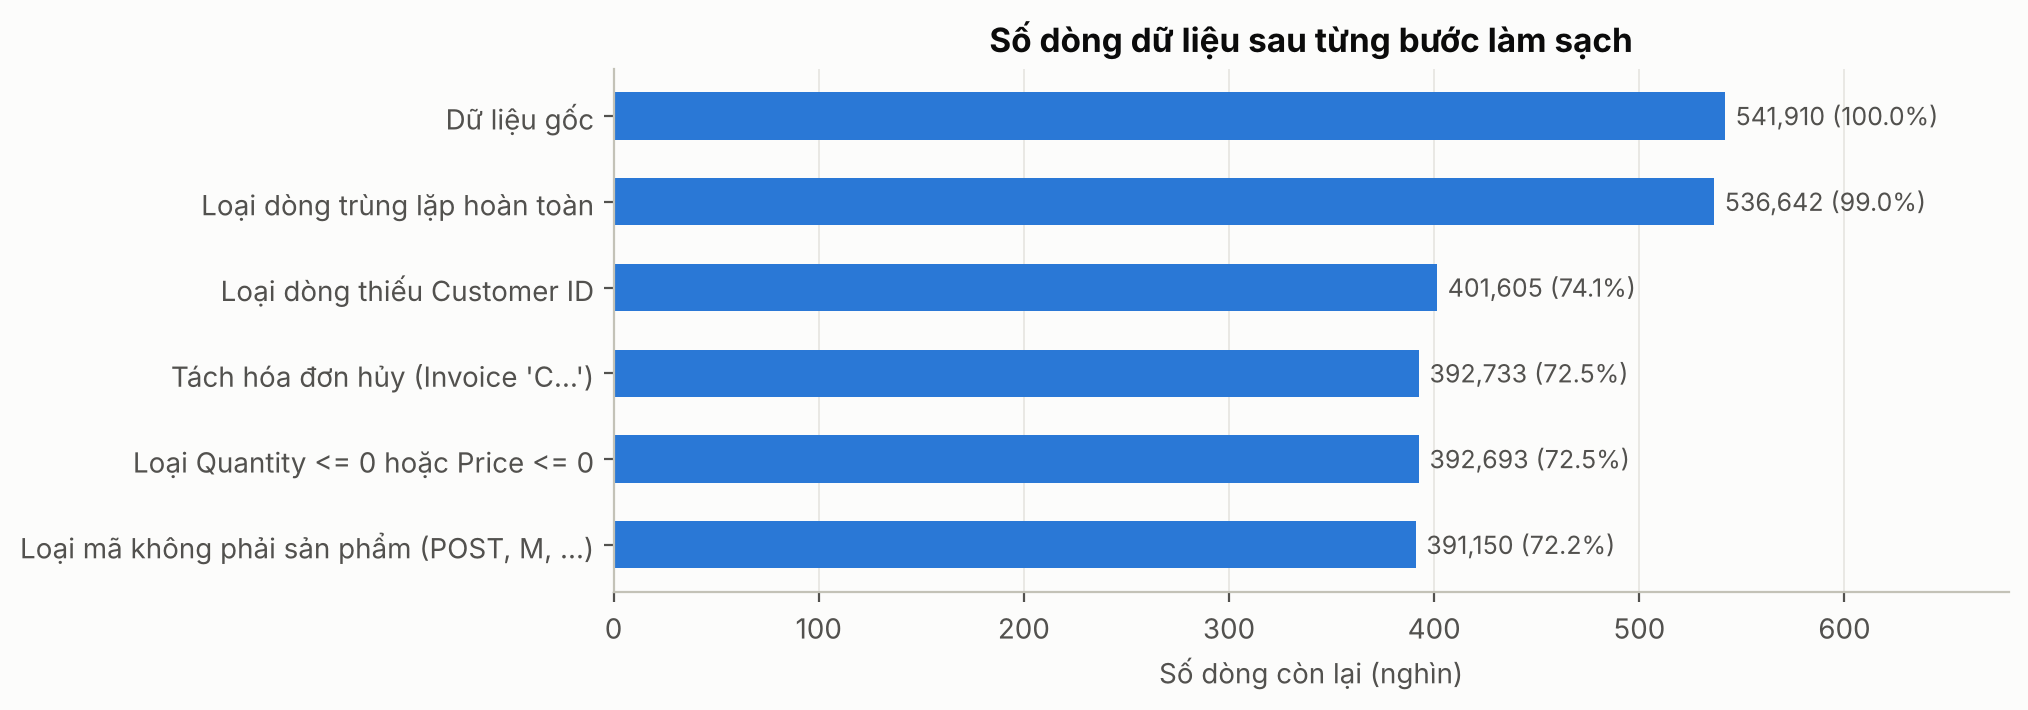 Số dòng dữ liệu sau từng bước làm sạch
Dữ liệu gốc
541,910 (100.0%)
Loại dòng trùng lặp hoàn toàn
536,642 (99.0%)
Loại dòng thiếu Customer ID
401,605 (74.1%)
Tách hóa đơn hủy (Invoice 'C...')
392,733 (72.5%)
Loại Quantity <= 0 hoặc Price <= 0
392,693 (72.5%)
Loại mã không phải sản phẩm (POST, M, ...)
391,150 (72.2%)
0 100 200 300 400 500 600
Số dòng còn lại (nghìn)